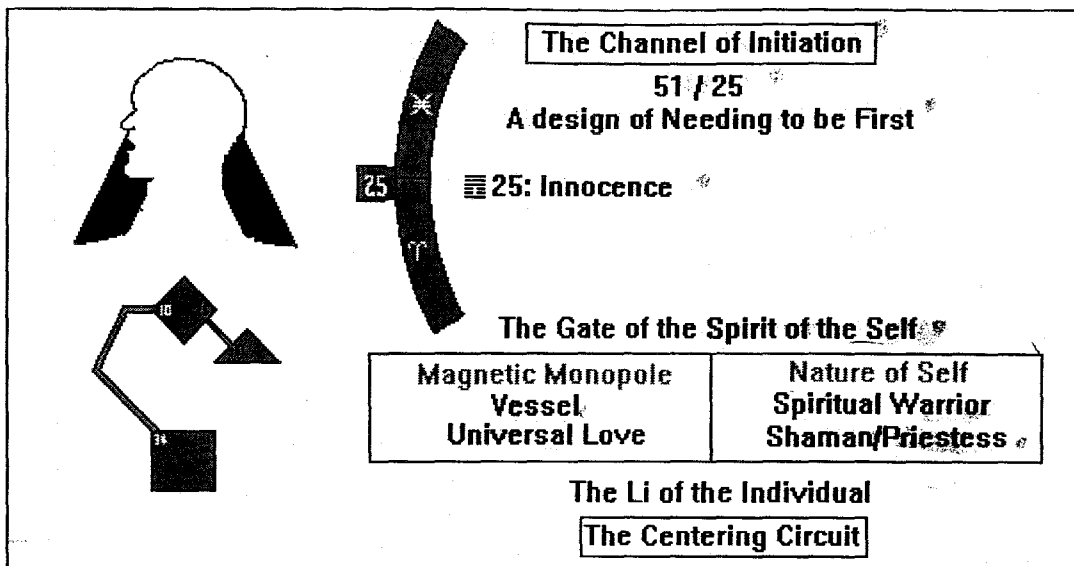 The Channel of Initiation
51 / 25
A design of Needing to be First
25
䷘ 25: Innocence
The Gate of the Spirit of the Self
Magnetic Monopole
Vessel
Universal Love
Nature of Self
Spiritual Warrior
Shaman/Priestess
The Li of the Individual
The Centering Circuit
10
34